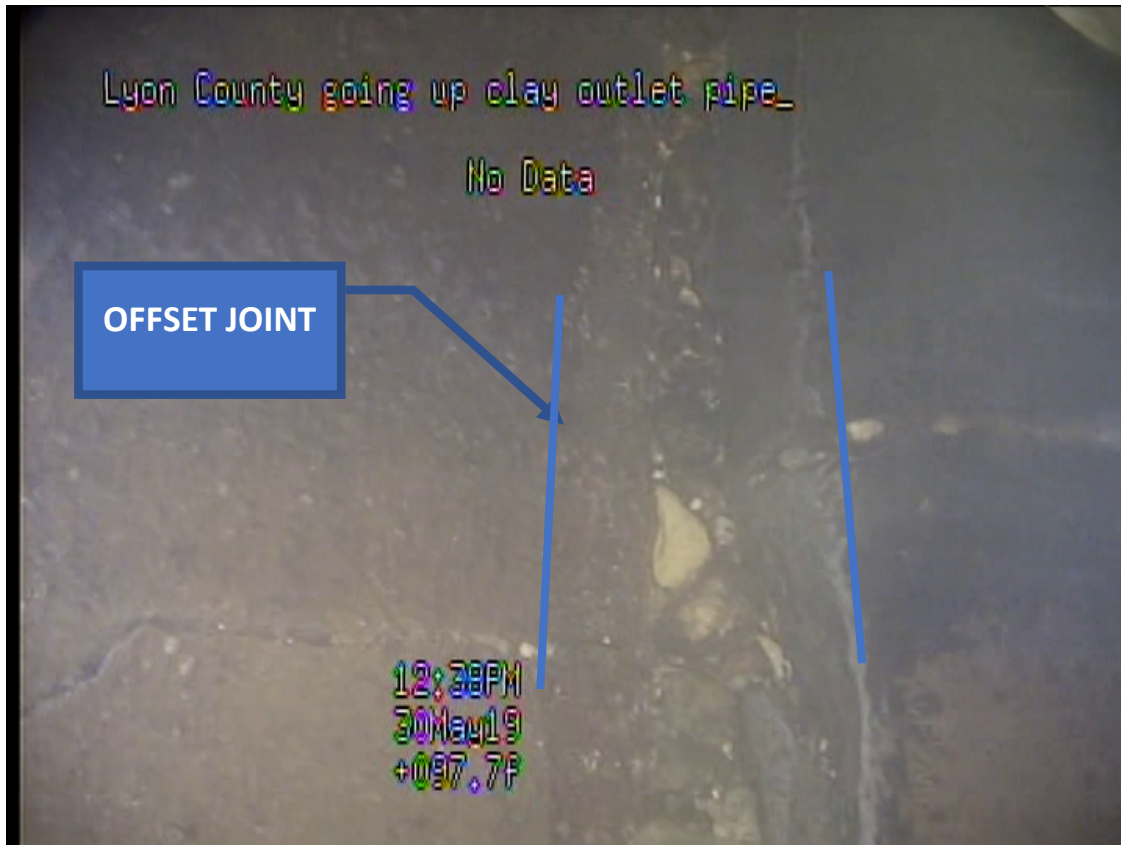 Lyon County going up clay outlet pipe_
No Data
OFFSET JOINT
12:38PM
30May19
+097.7f